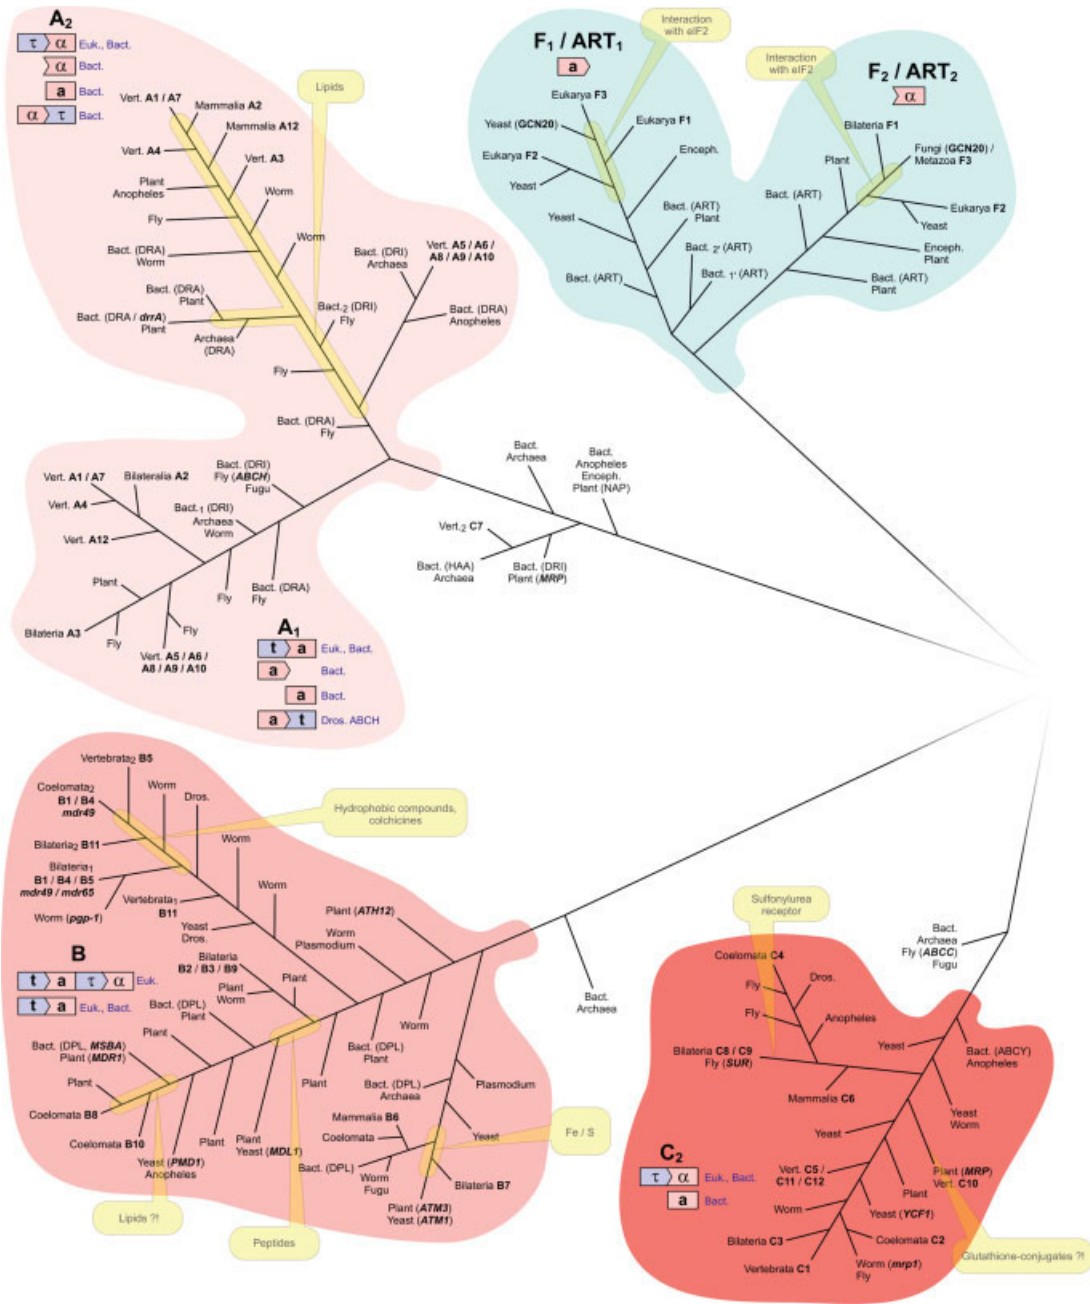 A2
τ α Euk., Bact.
α Bact.
a Bact.
α τ Bact.
Vert. A1 / A7
Mammalia A2
Mammalia A12
Vert. A4
Vert. A3
Plant
Anopheles
Worm
Fly
Worm
Bact. (DRA)
Worm
Bact. (DRI)
Archaea
Vert. A5 / A6 /
A8 / A9 / A10
Bact. (DRA)
Plant
Bact.2 (DRI)
Fly
Bact. (DRA)
Anopheles
Bact. (DRA / drrA)
Plant
Archaea
(DRA)
Fly
Bact. (DRA)
Fly
Lipids
F1 / ART1
a
Interaction
with eIF2
Eukarya F3
Yeast (GCN20)
Eukarya F1
Eukarya F2
Enceph.
Yeast
Yeast
Bact. (ART)
Plant
Bact. 2' (ART)
Bact. (ART)
Bact. 1' (ART)
Interaction
with eIF2
F2 / ART2
α
Bilateria F1
Fungi (GCN20) /
Metazoa F3
Plant
Bact. (ART)
Eukarya F2
Yeast
Enceph.
Plant
Bact. (ART)
Plant
Bact. (DRI)
Fly (ABCH)
Fugu
Vert. A1 / A7
Bilateralia A2
Vert. A4
Bact.1 (DRI)
Archaea
Worm
Vert. A12
Plant
Fly
Bact. (DRA)
Fly
Bilateria A3
Fly
Fly
Vert. A5 / A6 /
A8 / A9 / A10
A1
t a Euk., Bact.
a Bact.
a Bact.
a t Dros. ABCH
Bact.
Archaea
Bact.
Anopheles
Enceph.
Plant (NAP)
Vert.2 C7
Bact. (HAA)
Archaea
Bact. (DRI)
Plant (MRP)
Vertebrata2 B5
Coelomata2
B1 / B4
mdr49
Worm
Dros.
Hydrophobic compounds,
colchicines
Bilateria2 B11
Worm
Bilateria1
B1 / B4 / B5
mdr49 / mdr65
Worm
Vertebrata1
B11
Worm (pgp-1)
Yeast
Dros.
Plant (ATH12)
Worm
Plasmodium
Bilateria
B2 / B3 / B9
B
t a τ α Euk.
t a Euk., Bact.
Plant
Plant
Worm
Bact. (DPL)
Plant
Plant
Bact. (DPL, MSBA)
Plant (MDR1)
Plant
Coelomata B8
Coelomata B10
Yeast (PMD1)
Anopheles
Plant
Plant
Yeast (MDL1)
Plant
Bact. (DPL)
Plant
Worm
Bact. (DPL)
Archaea
Plasmodium
Mammalia B6
Coelomata
Yeast
Bact. (DPL)
Worm
Fugu
Bilateria B7
Plant (ATM3)
Yeast (ATM1)
Fe / S
Lipids ?!
Peptides
Bact.
Archaea
Sulfonylurea
receptor
Bact.
Archaea
Fly (ABCC)
Fugu
Coelomata C4
Fly
Dros.
Fly
Anopheles
Bilateria C8 / C9
Fly (SUR)
Yeast
Bact. (ABCY)
Anopheles
Mammalia C6
Yeast
Worm
Yeast
C2
τ α Euk., Bact.
a Bact.
Vert. C5 /
C11 / C12
Plant (MRP)
Vert. C10
Plant
Worm
Yeast (YCF1)
Bilateria C3
Coelomata C2
Vertebrata C1
Worm (mrp1)
Fly
Glutathione-conjugates ?!